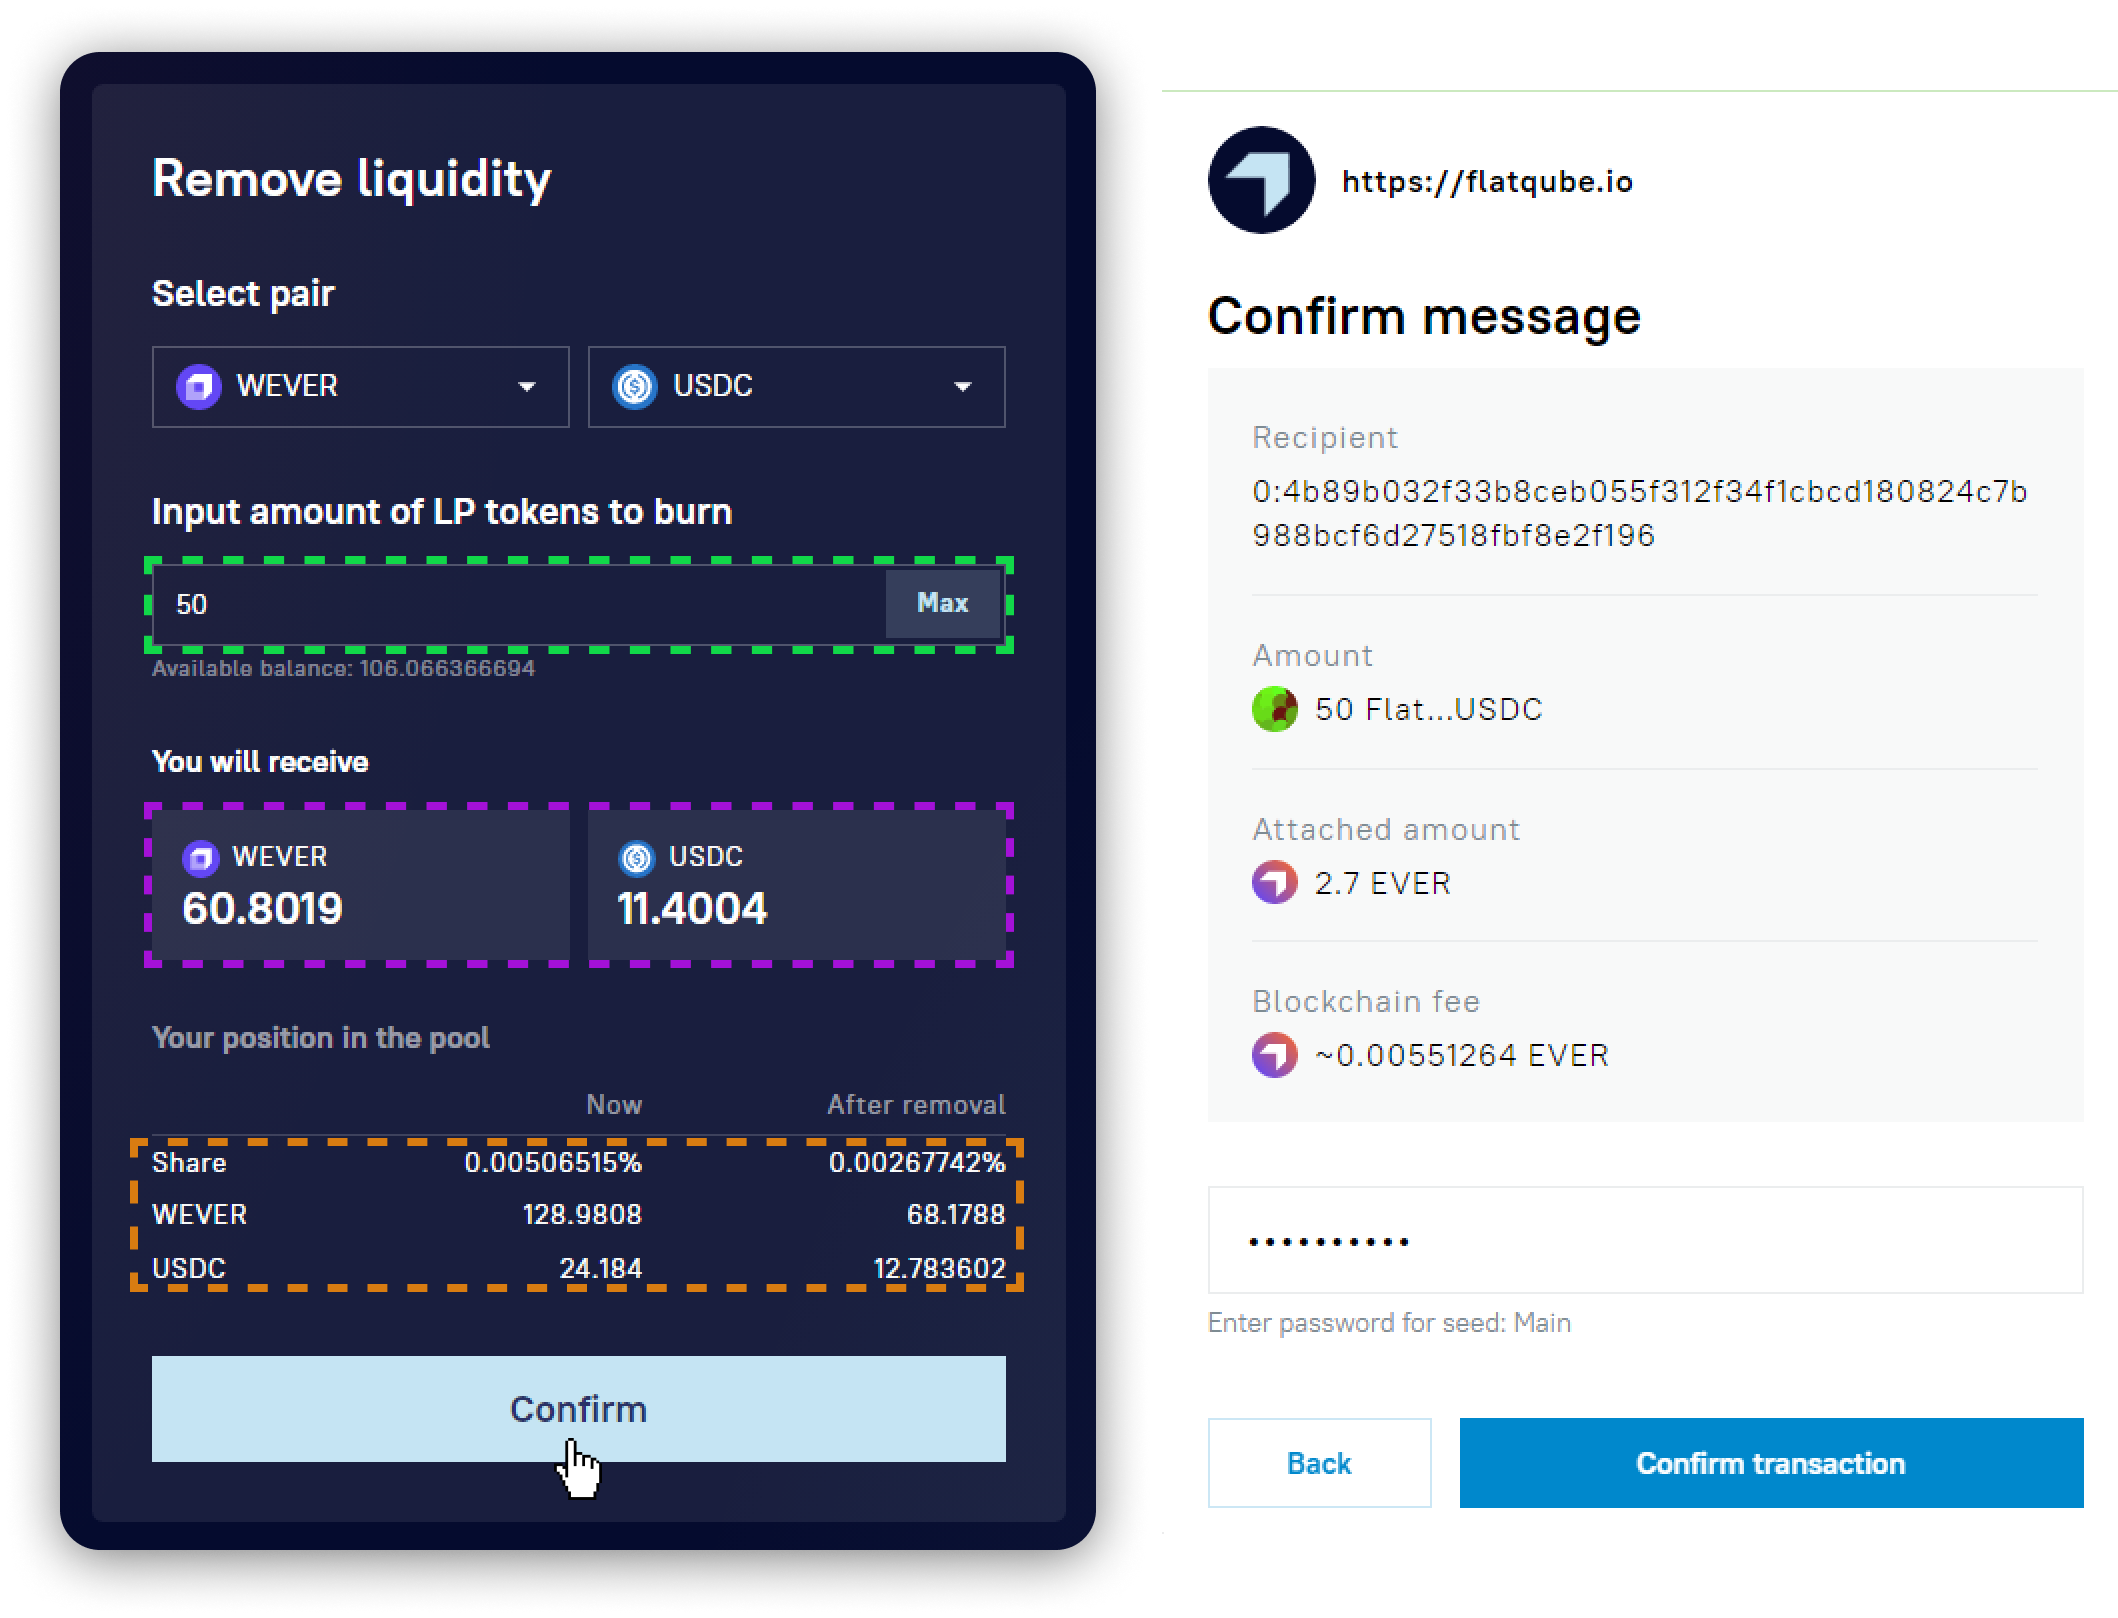 Remove liquidity
Select pair
WEVER
USDC
Input amount of LP tokens to burn
50
Max
Available balance: 106.066366694
You will receive
WEVER
60.8019
USDC
11.4004
Your position in the pool
Now
After removal
Share 0.00506515% 0.00267742%
WEVER 128.9808 68.1788
USDC 24.184 12.783602
Confirm
https://flatqube.io
Confirm message
Recipient
0:4b89b032f33b8ceb055f312f34f1cbcd180824c7b
988bcf6d27518fbf8e2f196
Amount
50 Flat...USDC
Attached amount
2.7 EVER
Blockchain fee
~0.00551264 EVER
••••••••••
Enter password for seed: Main
Back
Confirm transaction